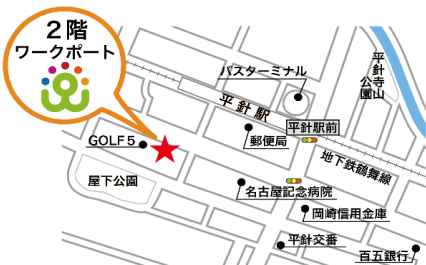 2階
ワークポート
バスターミナル
平針寺山
公園
平針駅
平針駅前
郵便局
地下鉄鶴舞線
GOLF5
屋下公園
名古屋記念病院
岡崎信用金庫
平針交番
百五銀行